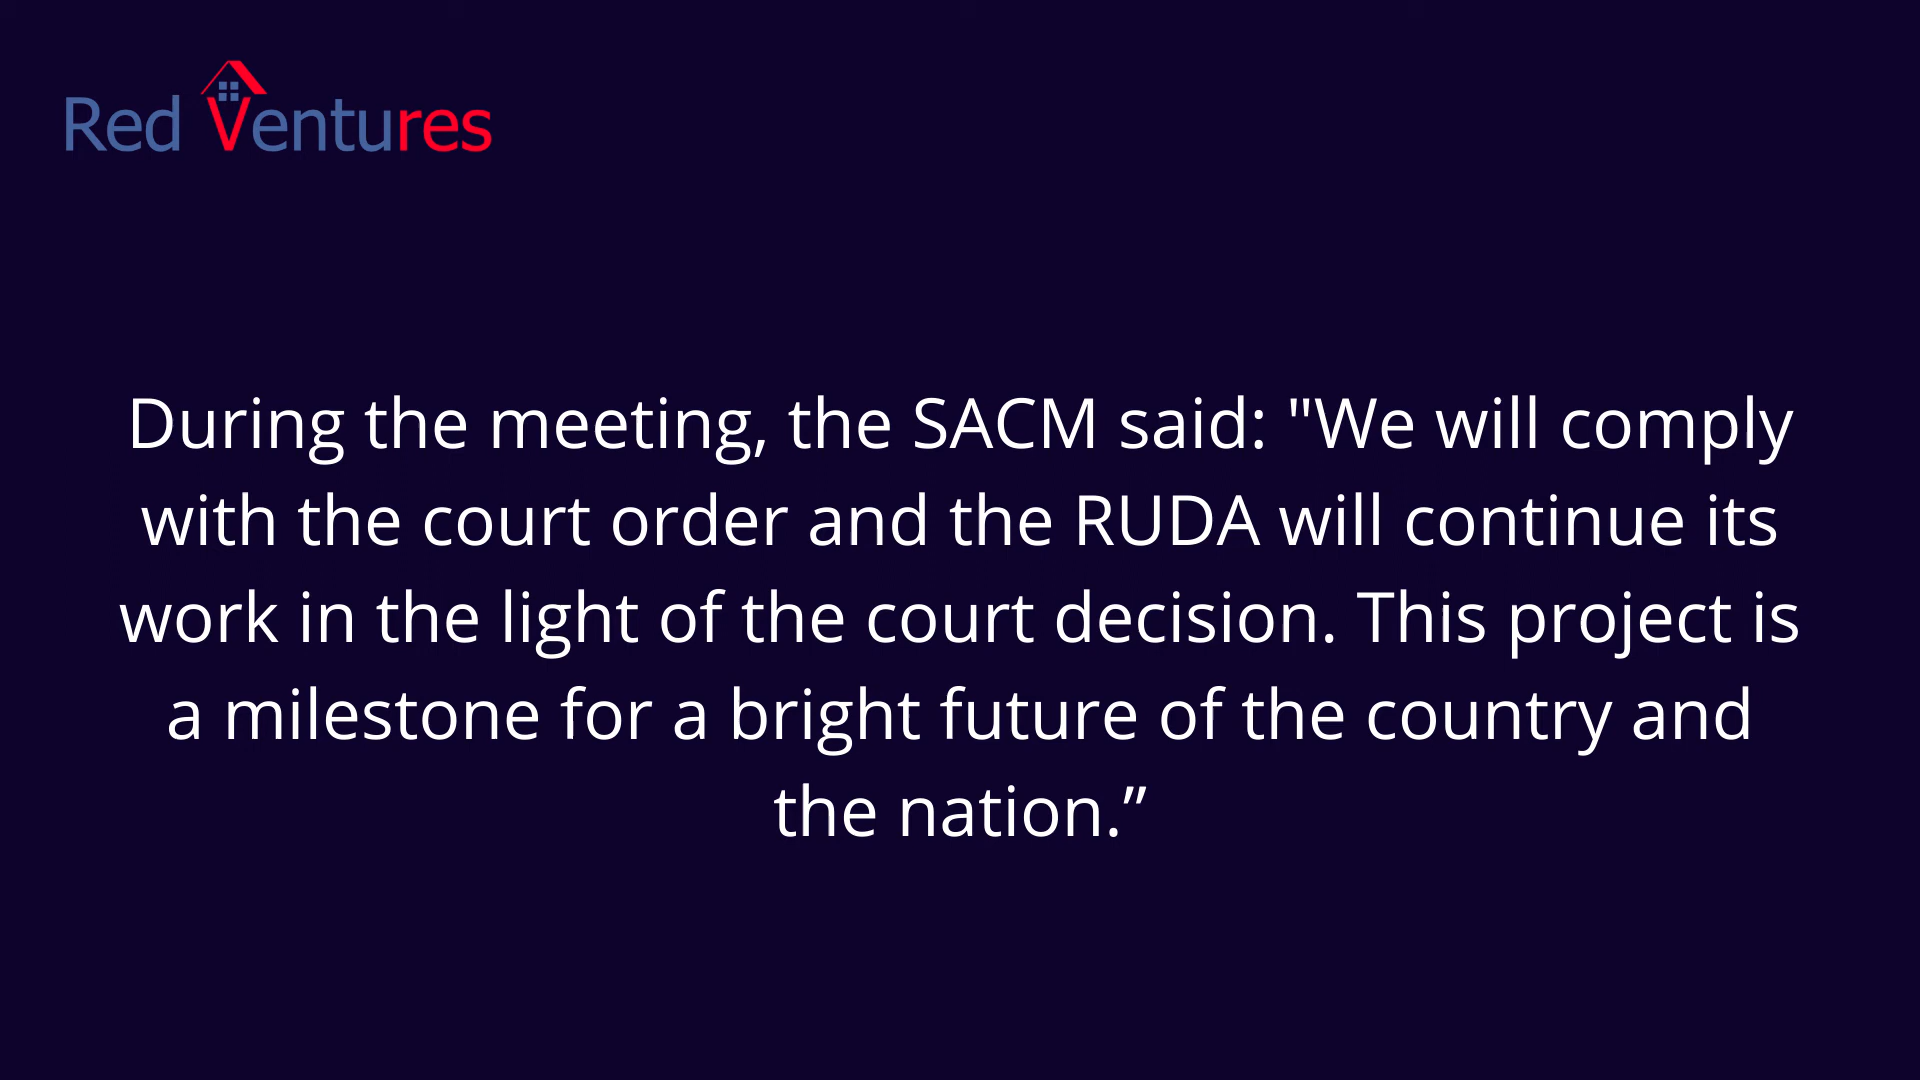 Red Ventures
During the meeting, the SACM said: "We will comply
with the court order and the RUDA will continue its
work in the light of the court decision. This project is
a milestone for a bright future of the country and
the nation.”